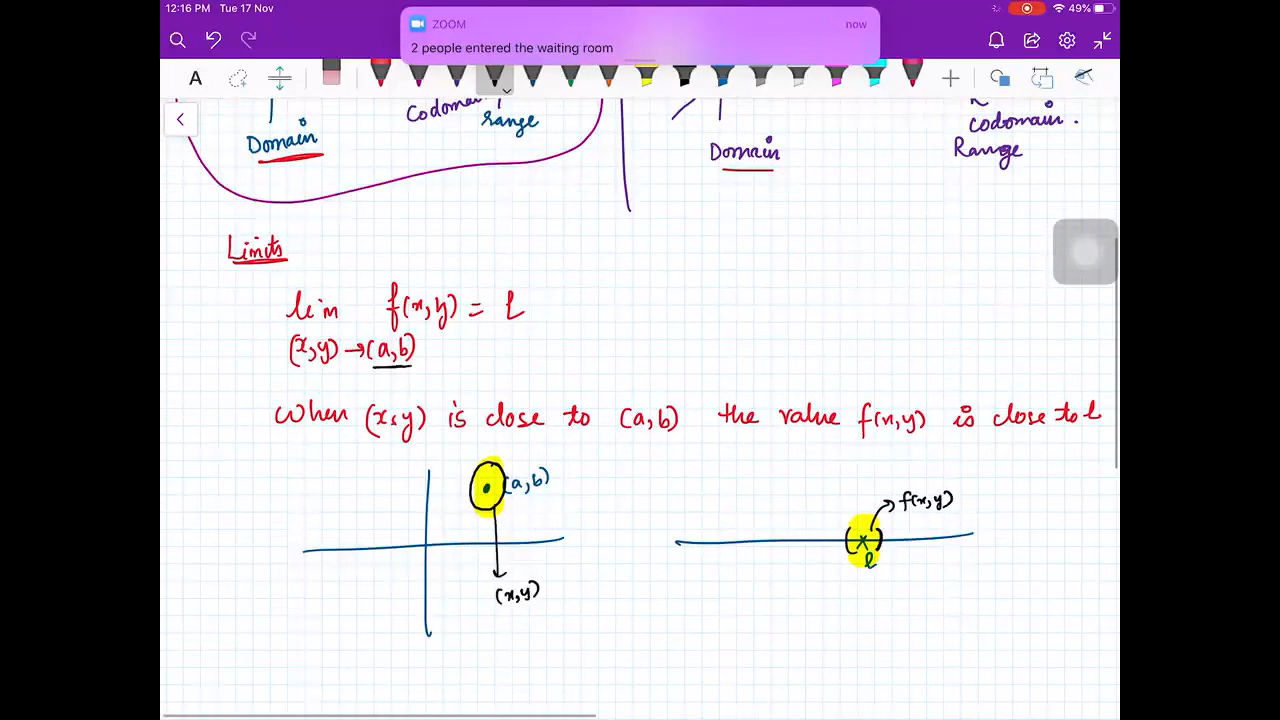 12:16 PM Tue 17 Nov
49%
ZOOM
now
2 people entered the waiting room
A
Domain
Codomain
range
Domain
R
codomain.
Range
Limits
lim f(x,y) = l
(x,y)→(a,b)
When (x,y) is close to (a,b) the value f(x,y) is close to l
(a,b)
(x,y)
f(x,y)
(x)
l